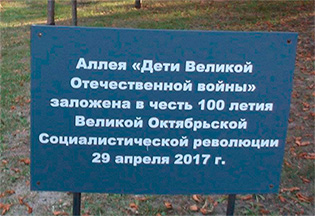 Аллея «Дети Великой
Отечественной войны»
заложена в честь 100 летия
Великой Октябрьской
Социалистической революции
29 апреля 2017 г.